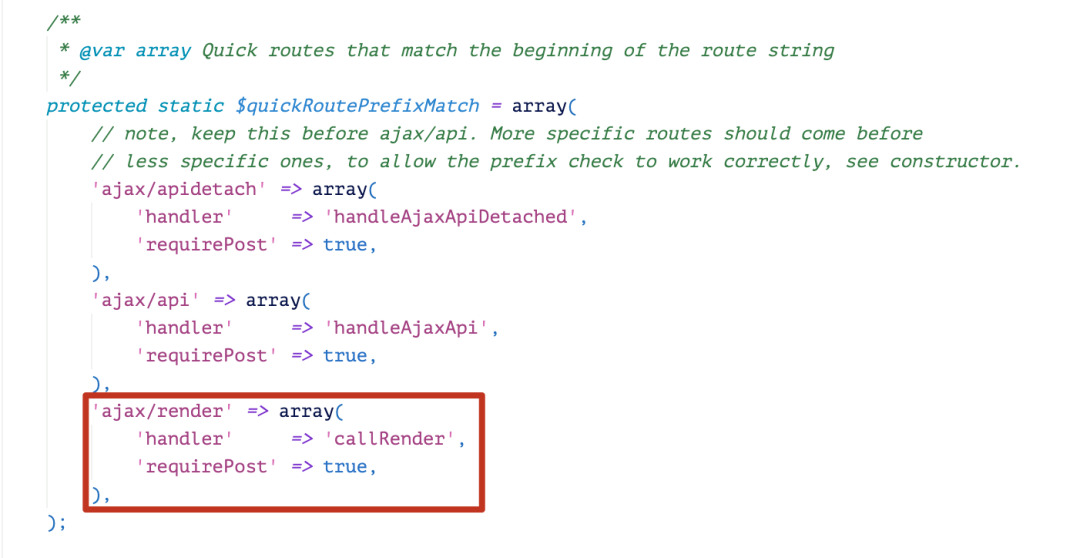 /**
* @var array Quick routes that match the beginning of the route string
*/
protected static $quickRoutePrefixMatch = array(
// note, keep this before ajax/api. More specific routes should come before
// less specific ones, to allow the prefix check to work correctly, see constructor.
'ajax/apidetach' => array(
'handler' => 'handleAjaxApiDetached',
'requirePost' => true,
),
'ajax/api' => array(
'handler' => 'handleAjaxApi',
'requirePost' => true,
),
'ajax/render' => array(
'handler' => 'callRender',
'requirePost' => true,
),
);